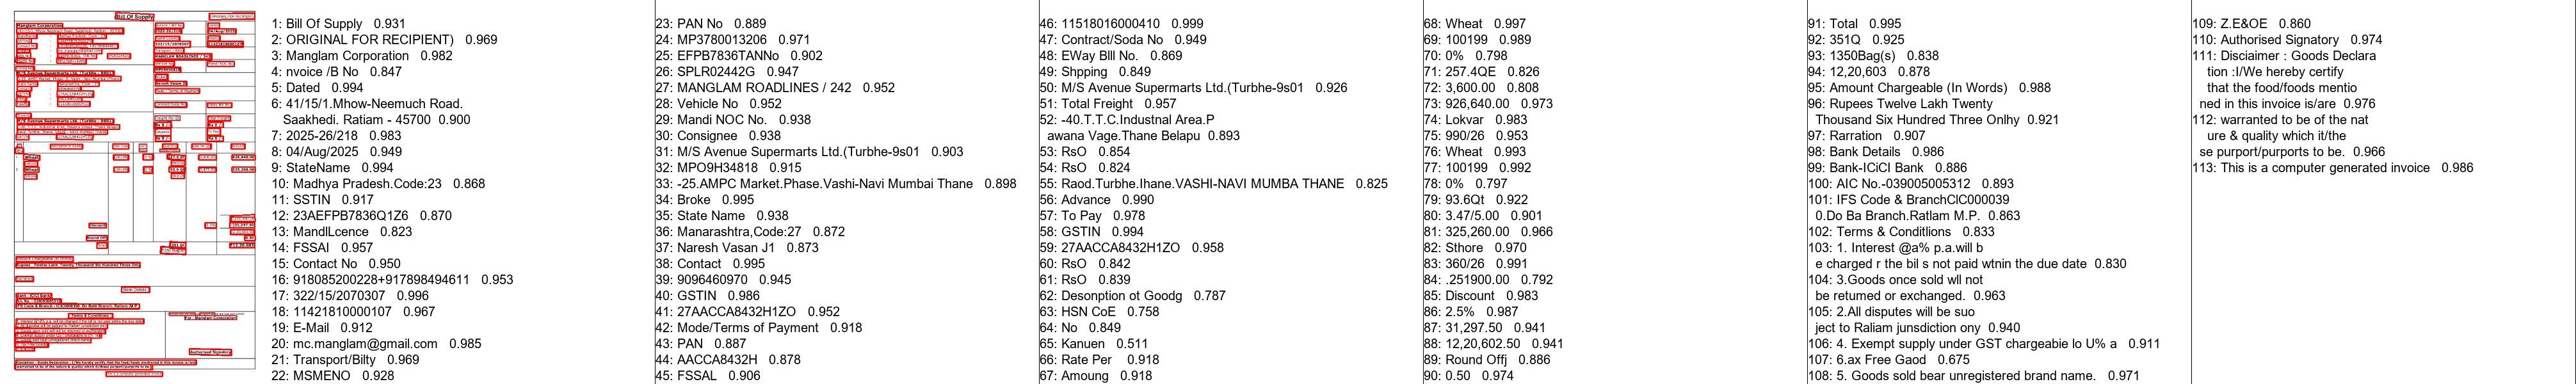 1: Bill Of Supply 0.931
2: ORIGINAL FOR RECIPIENT) 0.969
3: Manglam Corporation 0.982
4: nvoice /B No 0.847
5: Dated 0.994
6: 41/15/1.Mhow-Neemuch Road.
Saakhedi. Ratiam - 45700 0.900
7: 2025-26/218 0.983
8: 04/Aug/2025 0.949
9: StateName 0.994
10: Madhya Pradesh.Code:23 0.868
11: SSTIN 0.917
12: 23AEFPB7836Q1Z6 0.870
13: MandlLcence 0.823
14: FSSAI 0.957
15: Contact No 0.950
16: 918085200228+917898494611 0.953
17: 322/15/2070307 0.996
18: 11421810000107 0.967
19: E-Mail 0.912
20: mc.manglam@gmail.com 0.985
21: Transport/Bilty 0.969
22: MSMENO 0.928
23: PAN No 0.889
24: MP3780013206 0.971
25: EFPB7836TANNo 0.902
26: SPLR02442G 0.947
27: MANGLAM ROADLINES / 242 0.952
28: Vehicle No 0.952
29: Mandi NOC No. 0.938
30: Consignee 0.938
31: M/S Avenue Supermarts Ltd.(Turbhe-9s01 0.903
32: MPO9H34818 0.915
33: -25.AMPC Market.Phase.Vashi-Navi Mumbai Thane 0.898
34: Broke 0.995
35: State Name 0.938
36: Manarashtra,Code:27 0.872
37: Naresh Vasan J1 0.873
38: Contact 0.995
39: 9096460970 0.945
40: GSTIN 0.986
41: 27AACCA8432H1ZO 0.952
42: Mode/Terms of Payment 0.918
43: PAN 0.887
44: AACCA8432H 0.878
45: FSSAL 0.906
46: 11518016000410 0.999
47: Contract/Soda No 0.949
48: EWay Blll No. 0.869
49: Shpping 0.849
50: M/S Avenue Supermarts Ltd.(Turbhe-9s01 0.926
51: Total Freight 0.957
52: -40.T.T.C.Industnal Area.P
awana Vage.Thane Belapu 0.893
53: RsO 0.854
54: RsO 0.824
55: Raod.Turbhe.Ihane.VASHI-NAVI MUMBA THANE 0.825
56: Advance 0.990
57: To Pay 0.978
58: GSTIN 0.994
59: 27AACCA8432H1ZO 0.958
60: RsO 0.842
61: RsO 0.839
62: Desonption ot Goodg 0.787
63: HSN CoE 0.758
64: No 0.849
65: Kanuen 0.511
66: Rate Per 0.918
67: Amoung 0.918
68: Wheat 0.997
69: 100199 0.989
70: 0% 0.798
71: 257.4QE 0.826
72: 3,600.00 0.808
73: 926,640.00 0.973
74: Lokvar 0.983
75: 990/26 0.953
76: Wheat 0.993
77: 100199 0.992
78: 0% 0.797
79: 93.6Qt 0.922
80: 3.47/5.00 0.901
81: 325,260.00 0.966
82: Sthore 0.970
83: 360/26 0.991
84: .251900.00 0.792
85: Discount 0.983
86: 2.5% 0.987
87: 31,297.50 0.941
88: 12,20,602.50 0.941
89: Round Offj 0.886
90: 0.50 0.974
91: Total 0.995
92: 351Q 0.925
93: 1350Bag(s) 0.838
94: 12,20,603 0.878
95: Amount Chargeable (In Words) 0.988
96: Rupees Twelve Lakh Twenty
Thousand Six Hundred Three Onlhy 0.921
97: Rarration 0.907
98: Bank Details 0.986
99: Bank-ICiCI Bank 0.886
100: AIC No.-039005005312 0.893
101: IFS Code & BranchClC000039
0.Do Ba Branch.Ratlam M.P. 0.863
102: Terms & Conditlions 0.833
103: 1. Interest @a% p.a.will b
e charged r the bil s not paid wtnin the due date 0.830
104: 3.Goods once sold wll not
be returned or exchanged. 0.963
105: 2.All disputes will be suo
ject to Raliam junsdiction ony 0.940
106: 4. Exempt supply under GST chargeable lo U% a 0.911
107: 6.ax Free Gaod 0.675
108: 5. Goods sold bear unregistered brand name. 0.971
109: Z.E&OE 0.860
110: Authorised Signatory 0.974
111: Disciaimer : Goods Declara
tion :I/We hereby certify
that the food/foods mentio
ned in this invoice is/are 0.976
112: warranted to be of the nat
ure & quality which it/the
se purport/purports to be. 0.966
113: This is a computer generated invoice 0.986